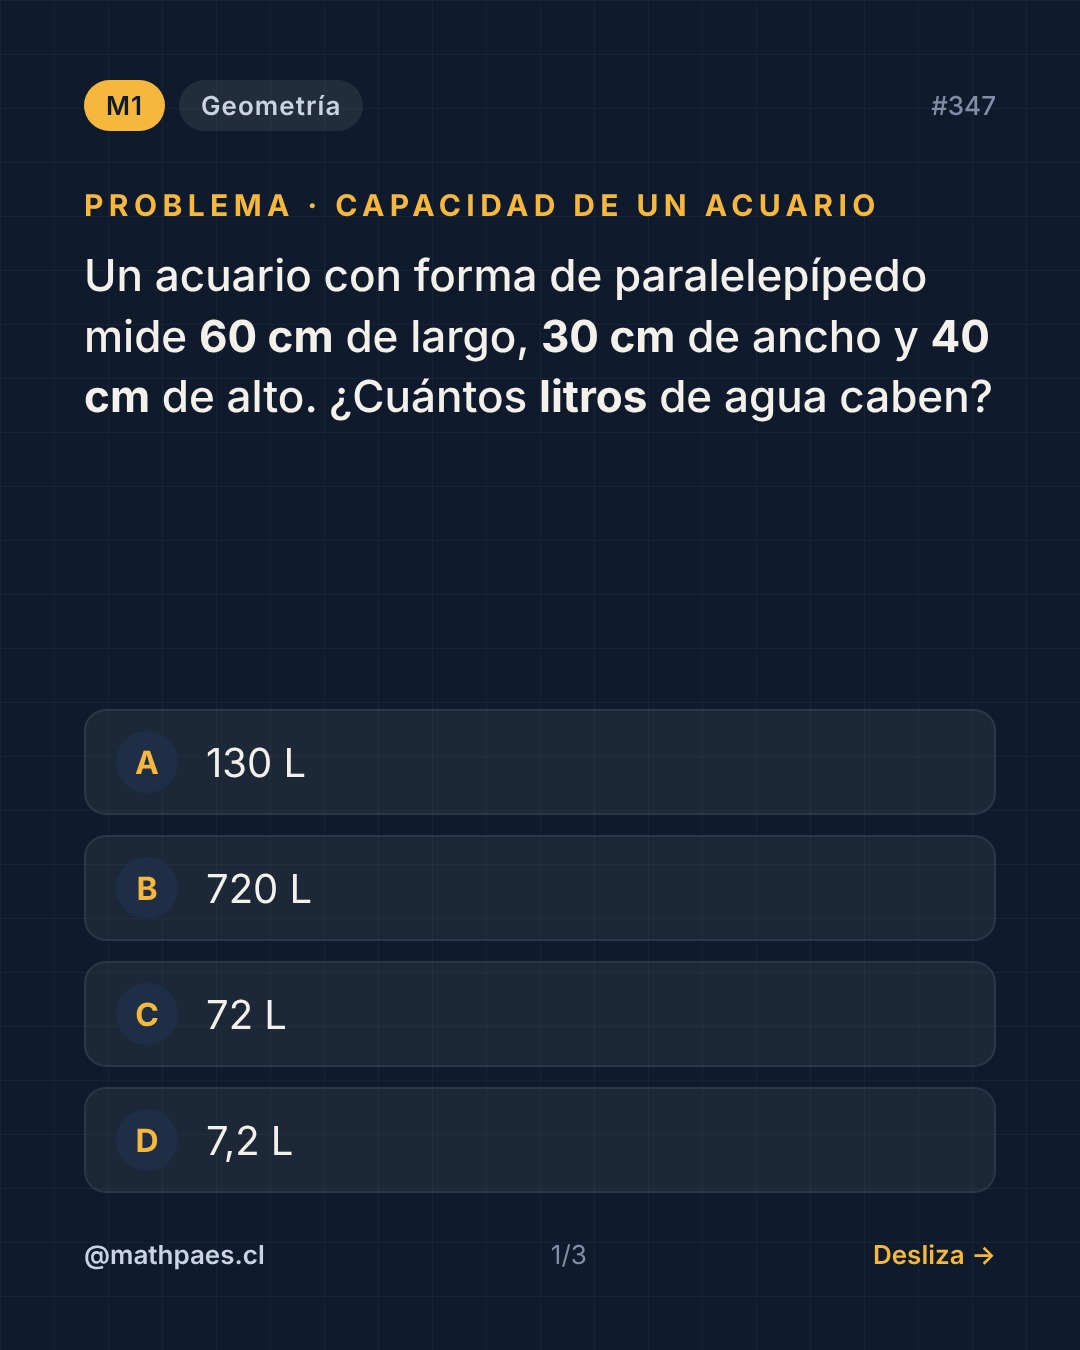 M1 Geometría #347
PROBLEMA · CAPACIDAD DE UN ACUARIO
Un acuario con forma de paralelepípedo
mide 60 cm de largo, 30 cm de ancho y 40
cm de alto. ¿Cuántos litros de agua caben?
A 130 L
B 720 L
C 72 L
D 7,2 L
@mathpaes.cl 1/3 Desliza →